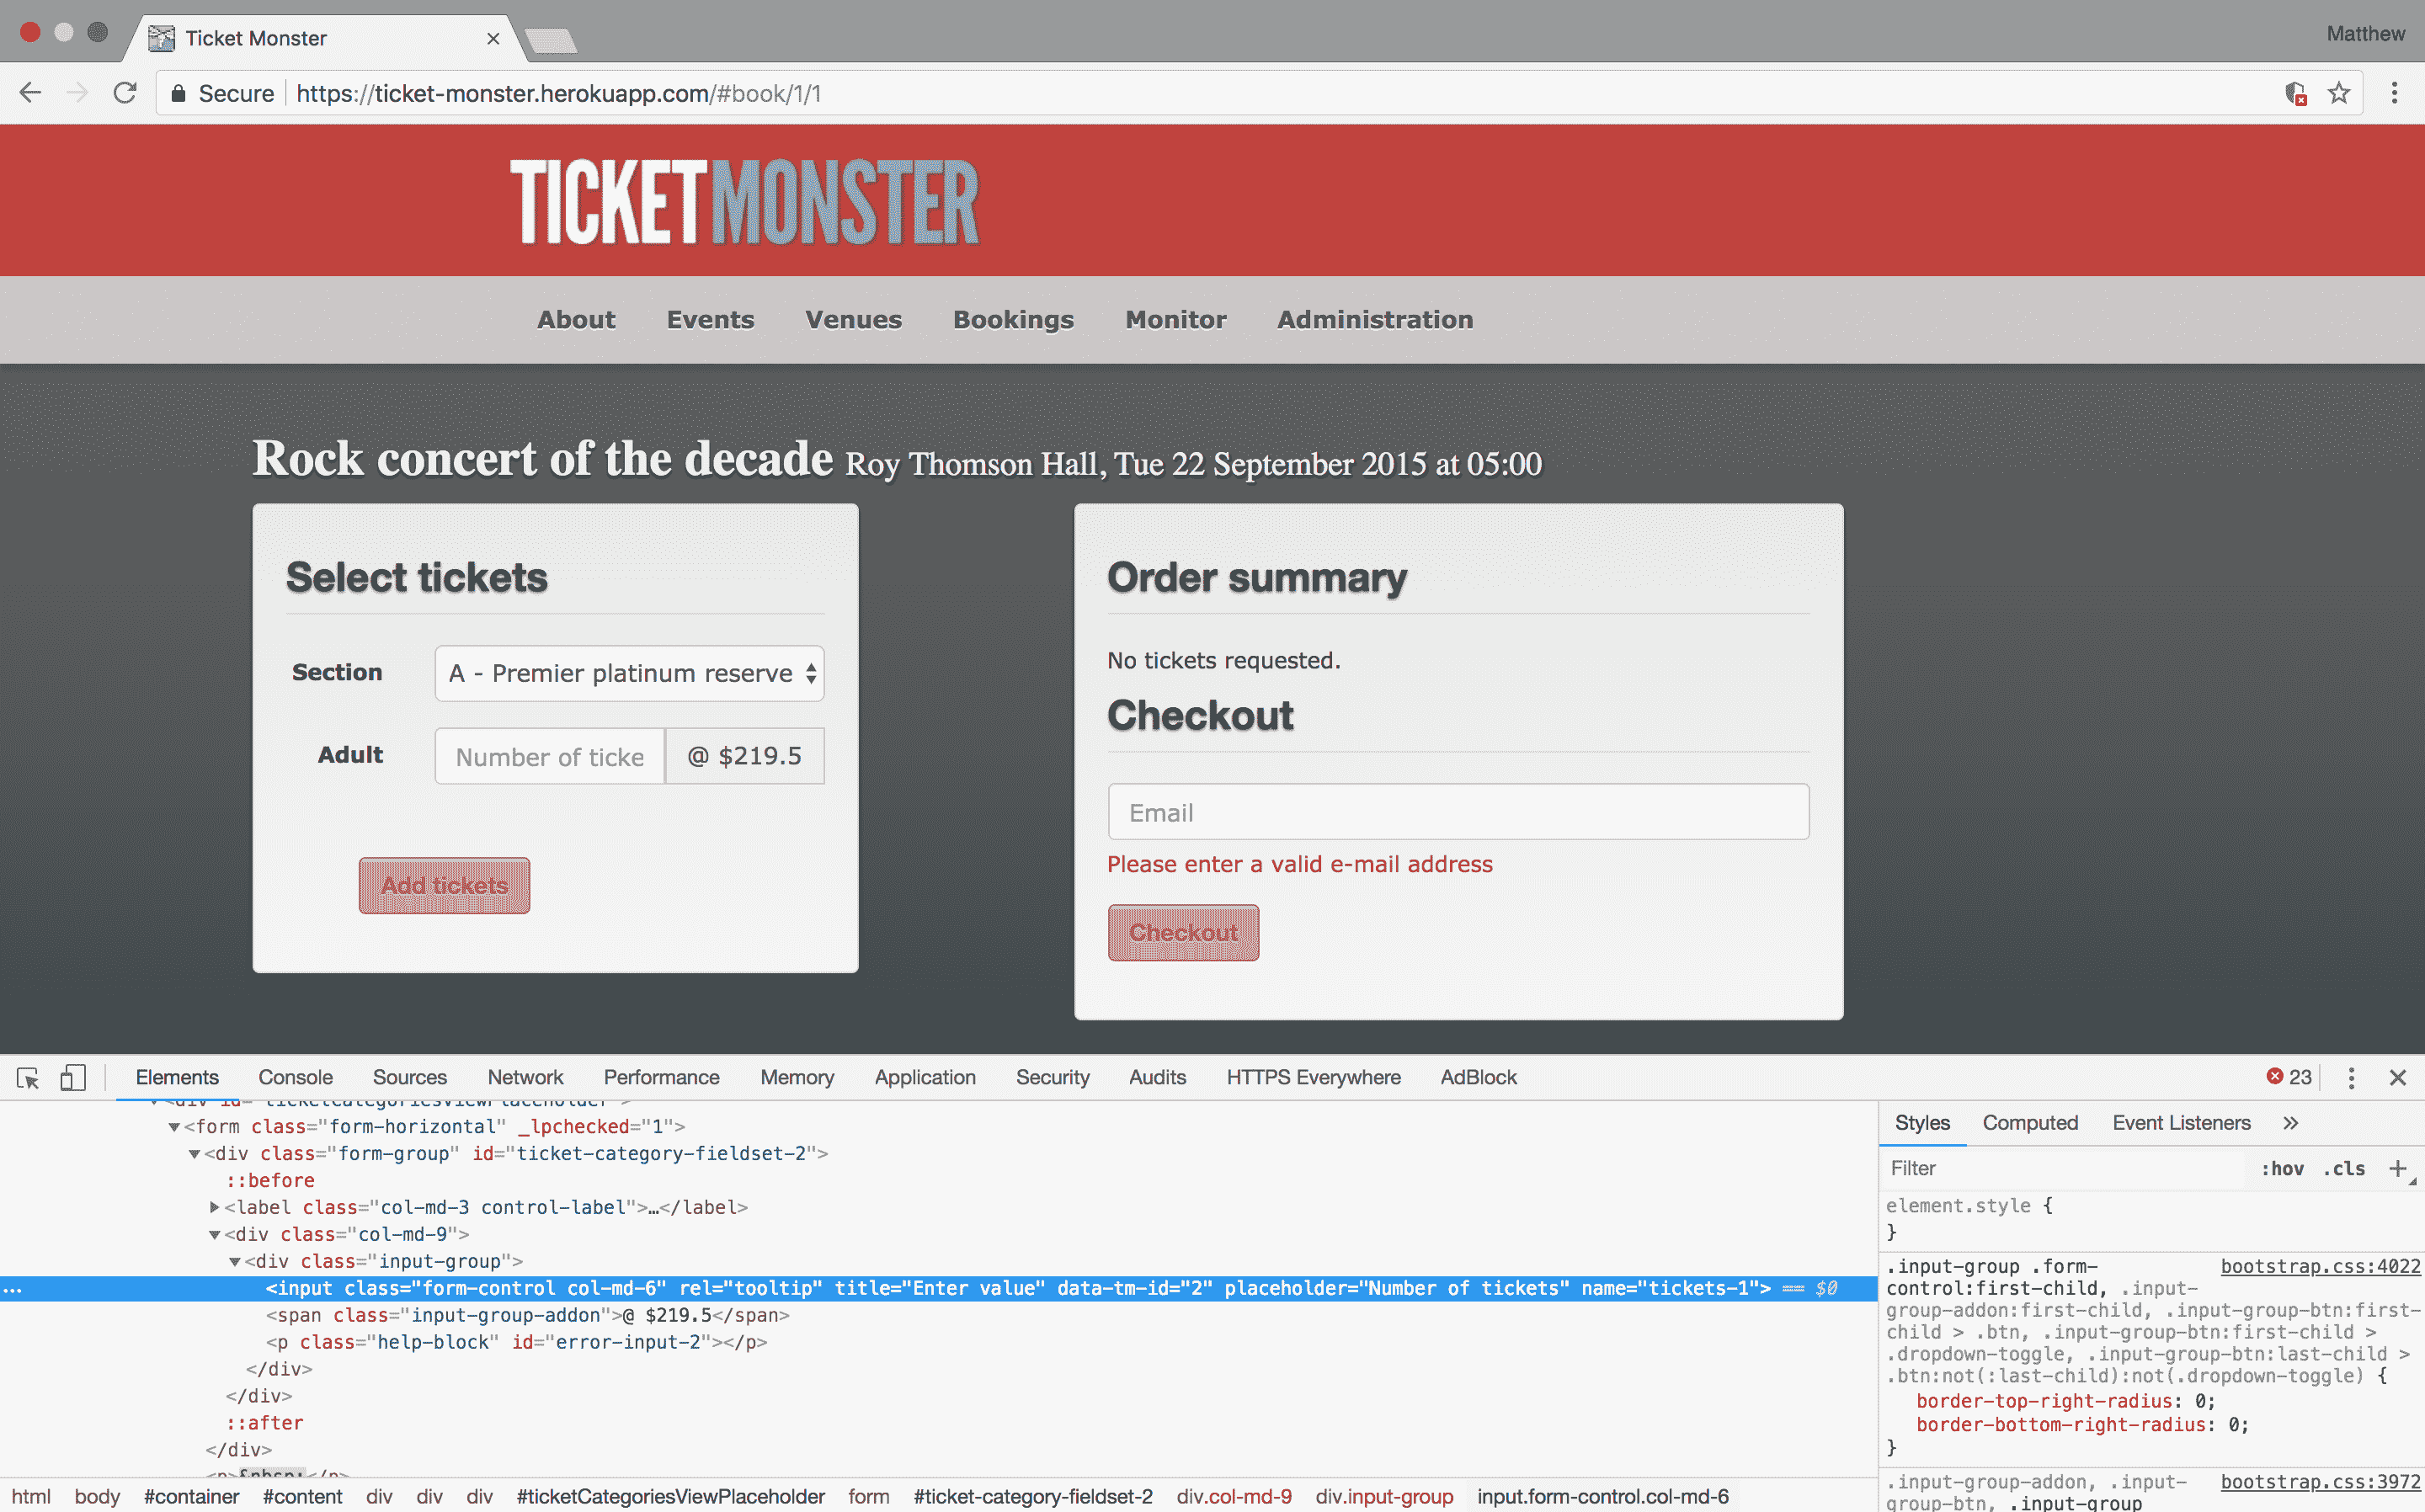 Ticket Monster
Matthew
Secure
https://ticket-monster.herokuapp.com/#book/1/1
TICKETMONSTER
About Events Venues Bookings Monitor Administration
Rock concert of the decade Roy Thomson Hall, Tue 22 September 2015 at 05:00
Select tickets
Section
A - Premier platinum reserve
Adult
Number of ticke
@ $219.5
Add tickets
Order summary
No tickets requested.
Checkout
Email
Please enter a valid e-mail address
Checkout
Elements Console Sources Network Performance Memory Application Security Audits HTTPS Everywhere AdBlock 23
<div id="ticketCategoriesViewPlaceholder">
<form class="form-horizontal" _lpchecked="1">
<div class="form-group" id="ticket-category-fieldset-2">
::before
<label class="col-md-3 control-label">…</label>
<div class="col-md-9">
<div class="input-group">
... <input class="form-control col-md-6" rel="tooltip" title="Enter value" data-tm-id="2" placeholder="Number of tickets" name="tickets-1"> == $0
<span class="input-group-addon">@ $219.5</span>
<p class="help-block" id="error-input-2"></p>
</div>
</div>
::after
</div>
<p>&nbsp;</p>
html body #container #content div div div #ticketCategoriesViewPlaceholder form #ticket-category-fieldset-2 div.col-md-9 div.input-group input.form-control.col-md-6
Styles Computed Event Listeners »
Filter :hov .cls +
element.style {
}
.input-group .form- bootstrap.css:4022
control:first-child, .input-
group-addon:first-child, .input-group-btn:first-
child > .btn, .input-group-btn:first-child >
.dropdown-toggle, .input-group-btn:last-child >
.btn:not(:last-child):not(.dropdown-toggle) {
border-top-right-radius: 0;
border-bottom-right-radius: 0;
}
.input-group-addon, .input- bootstrap.css:3972
group-btn, .input-group